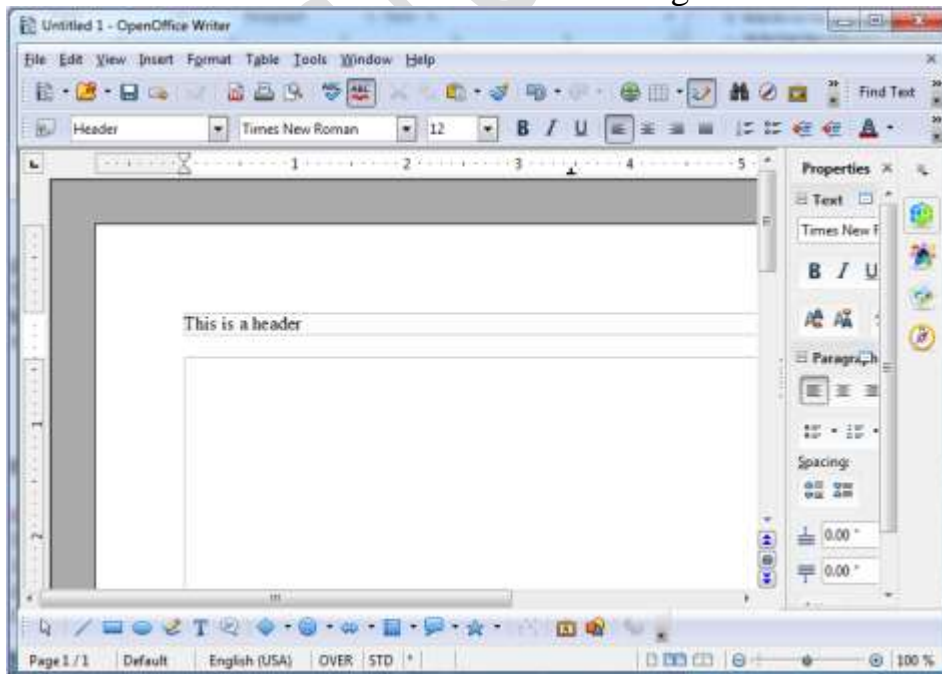 Untitled 1 - OpenOffice Writer
File Edit View Insert Format Table Tools Window Help
Find Text
Header Times New Roman 12 B I U A
1 2 3 4 5
Properties
Text
Times New F
B I U
This is a header
Paragraph
Spacing:
0.00 "
0.00 "
1
2
T
Page 1 / 1 Default English (USA) OVER STD * 100 %